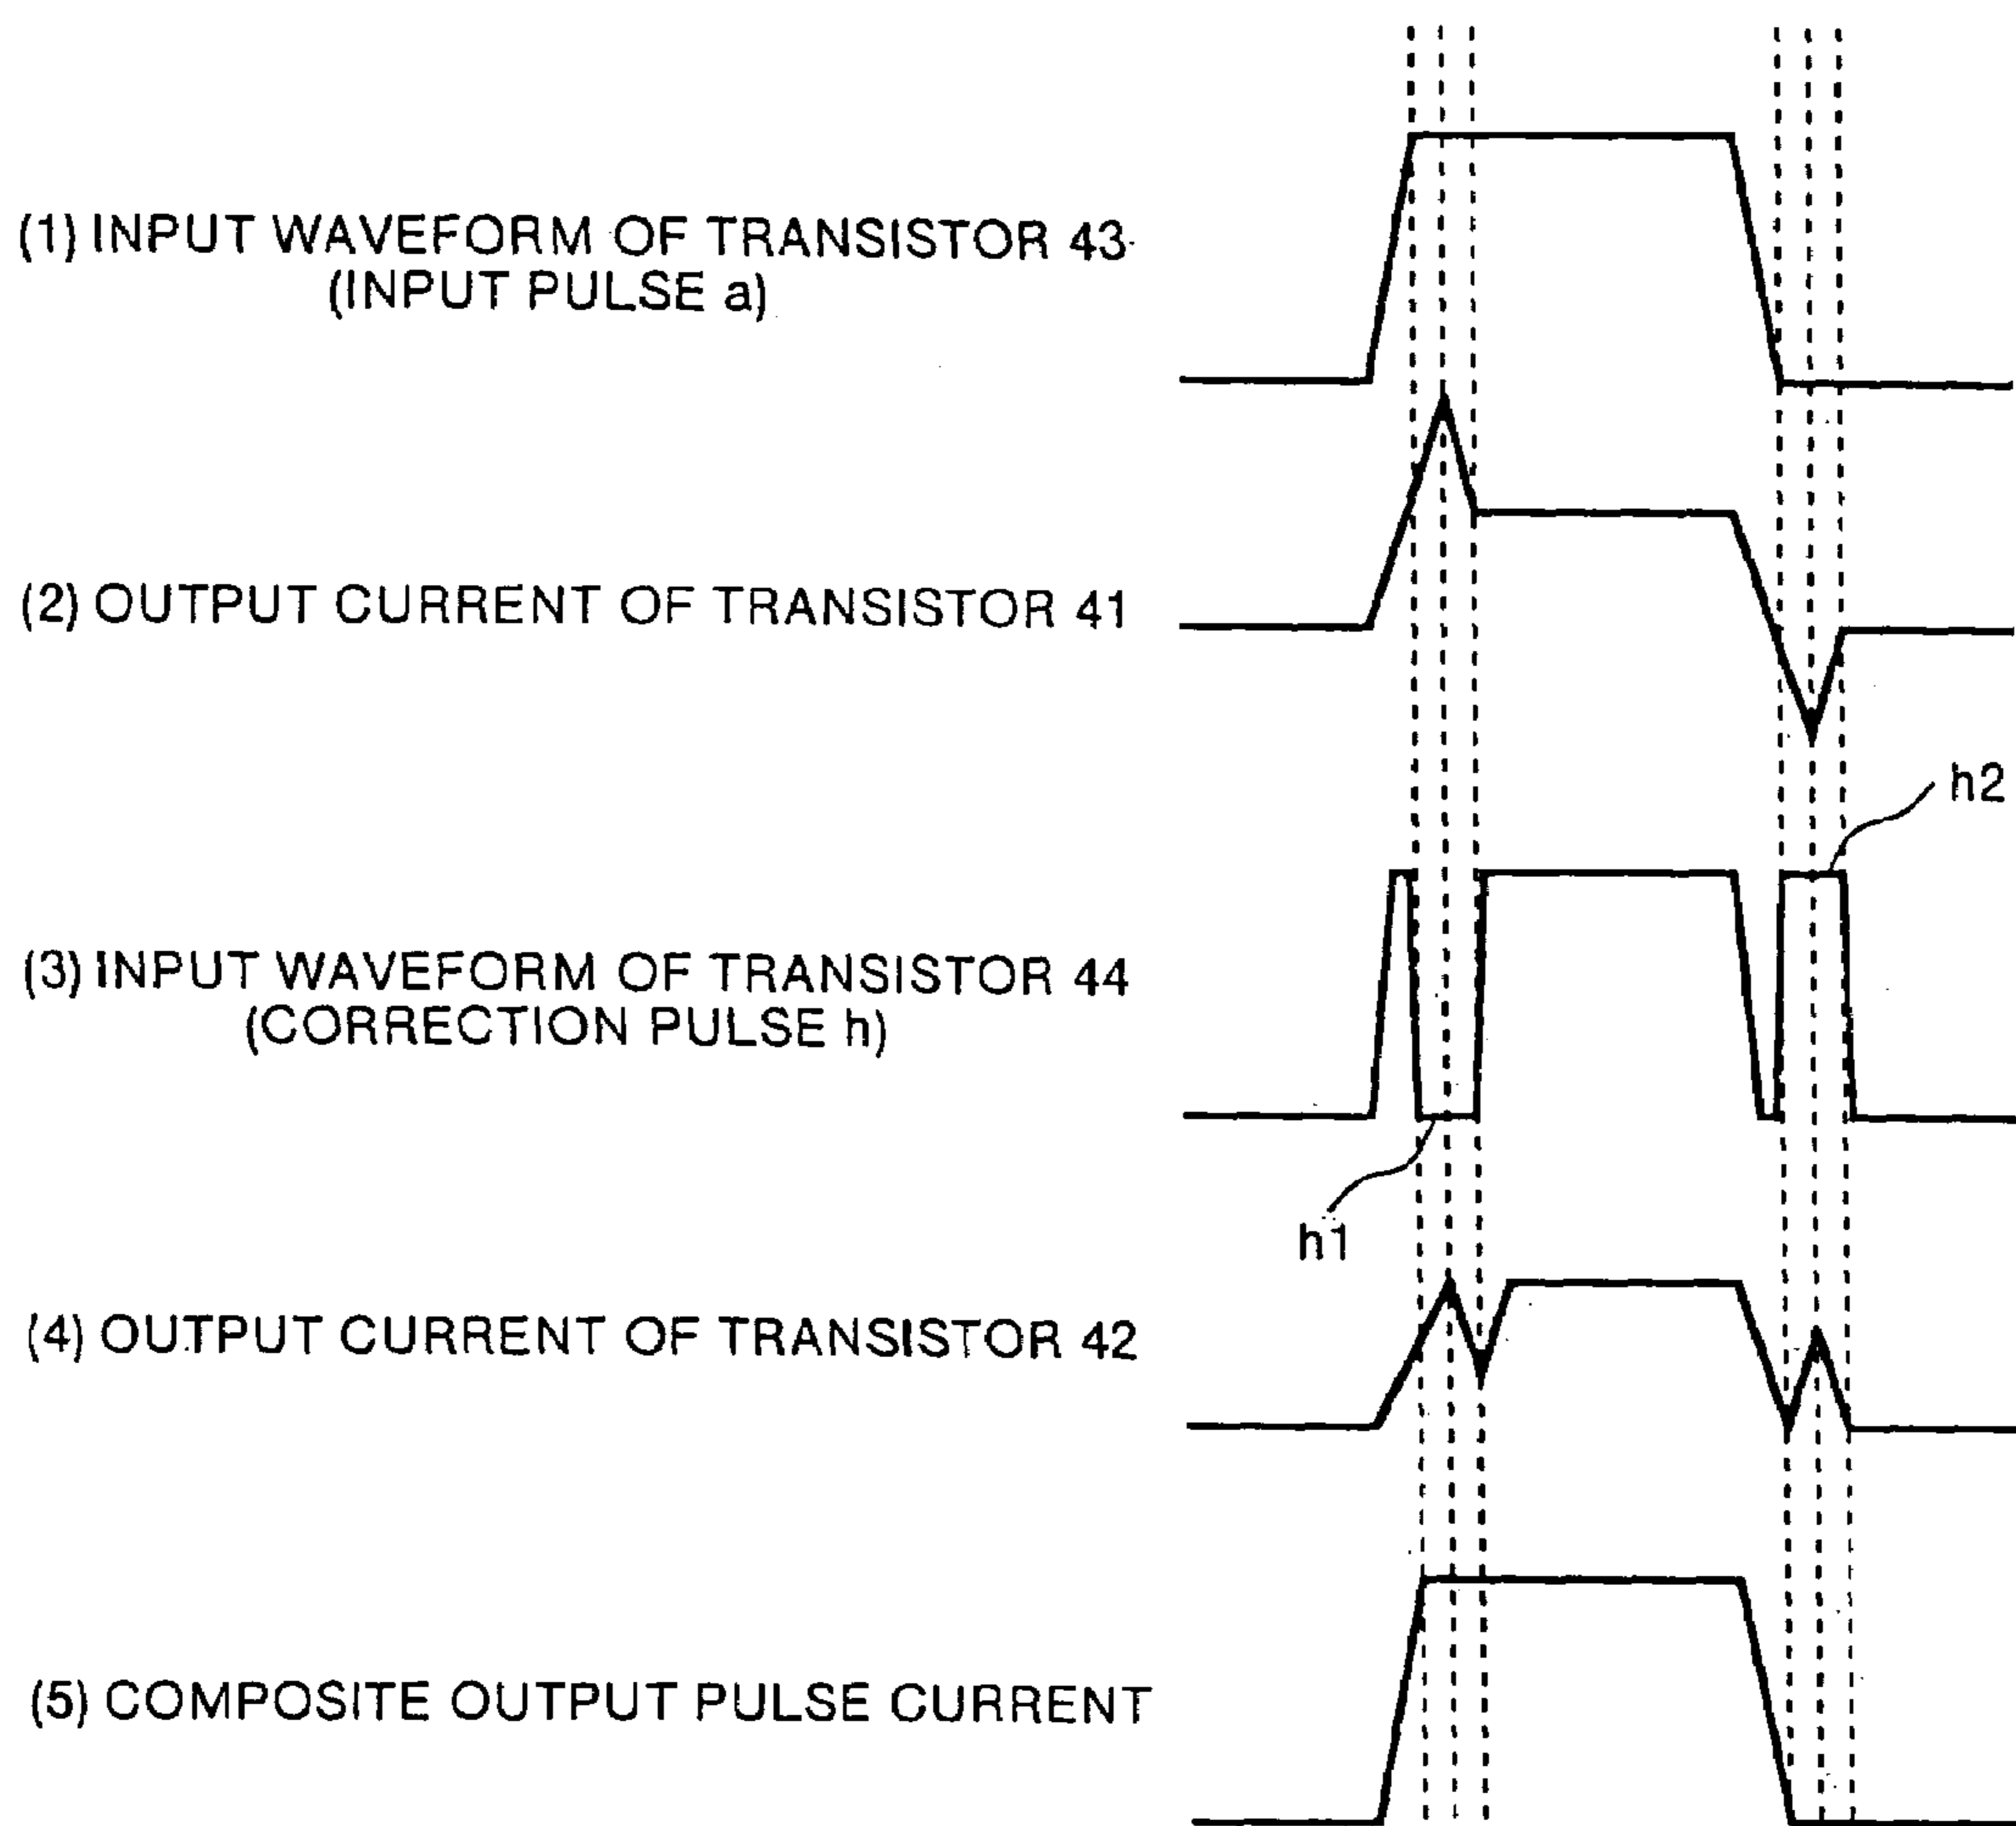 (1) INPUT WAVEFORM OF TRANSISTOR 43
(INPUT PULSE a)
(2) OUTPUT CURRENT OF TRANSISTOR 41
h2
(3) INPUT WAVEFORM OF TRANSISTOR 44
(CORRECTION PULSE h)
h1
(4) OUTPUT CURRENT OF TRANSISTOR 42
(5) COMPOSITE OUTPUT PULSE CURRENT